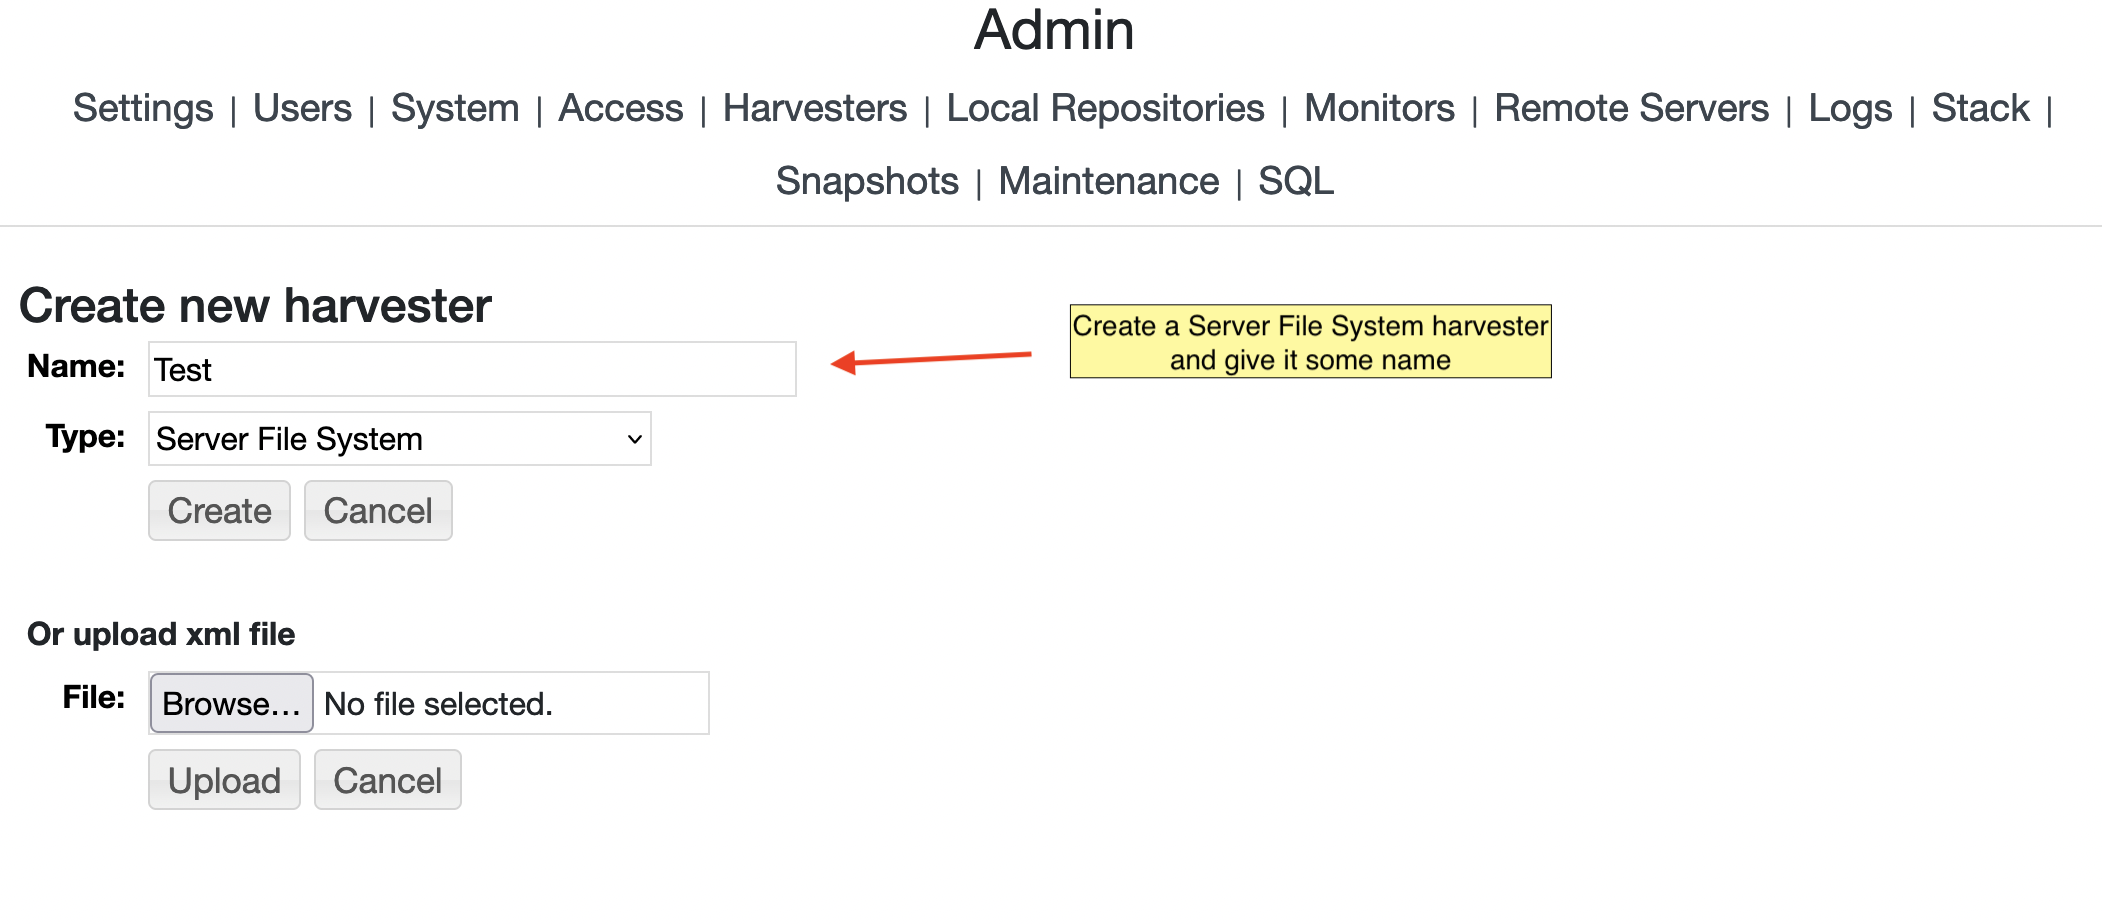 Admin
Settings | Users | System | Access | Harvesters | Local Repositories | Monitors | Remote Servers | Logs | Stack |
Snapshots | Maintenance | SQL
Create new harvester
Create a Server File System harvester
and give it some name
Name: Test
Type: Server File System
Create Cancel
Or upload xml file
File: Browse... No file selected.
Upload Cancel